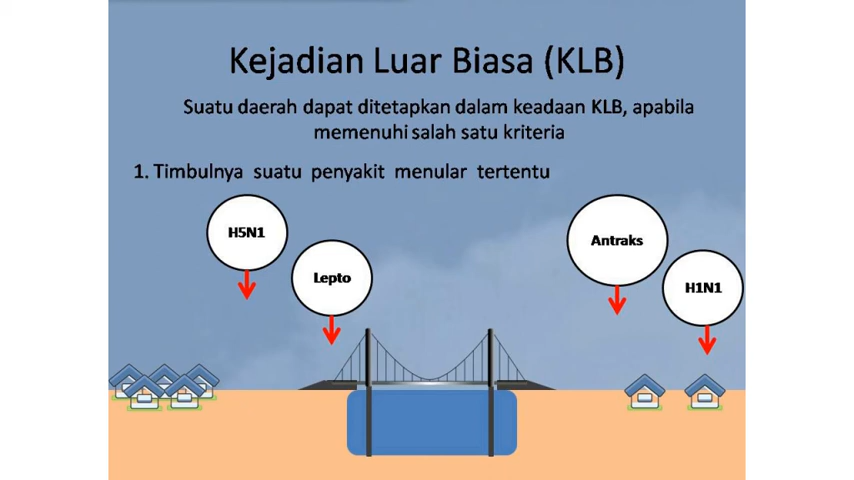 Kejadian Luar Biasa (KLB)
Suatu daerah dapat ditetapkan dalam keadaan KLB, apabila
memenuhi salah satu kriteria
1. Timbulnya suatu penyakit menular tertentu
H5N1
Lepto
Antraks
H1N1